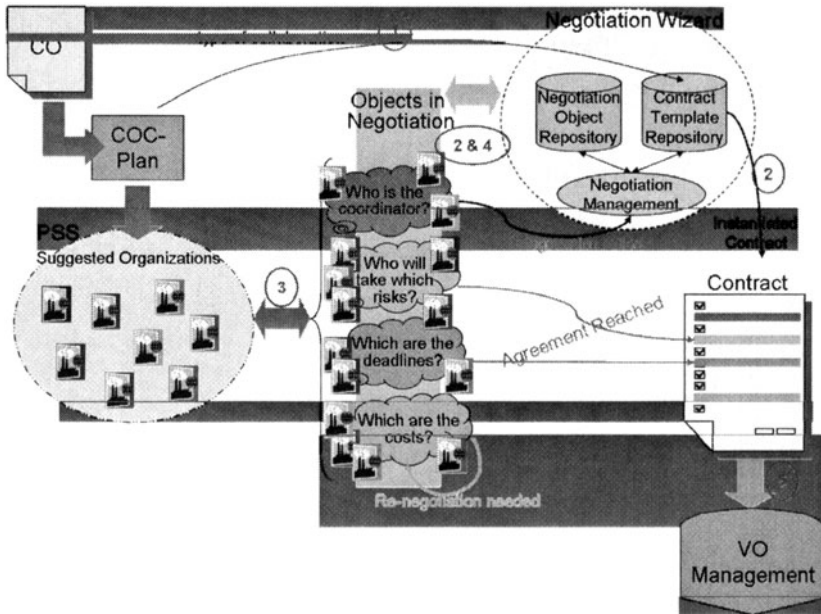 CO
Negotiation Wizard
COC-
Plan
Objects in
Negotiation
Negotiation
Object
Repository
Contract
Template
Repository
2 & 4
Negotiation
Management
2
Who is the
coordinator?
PSS
Suggested Organizations
Instantiated
Contract
3
Who will
take which
risks?
Contract
Agreement Reached
Which are the
deadlines?
Which are the
costs?
Re-negotiation needed
VO
Management